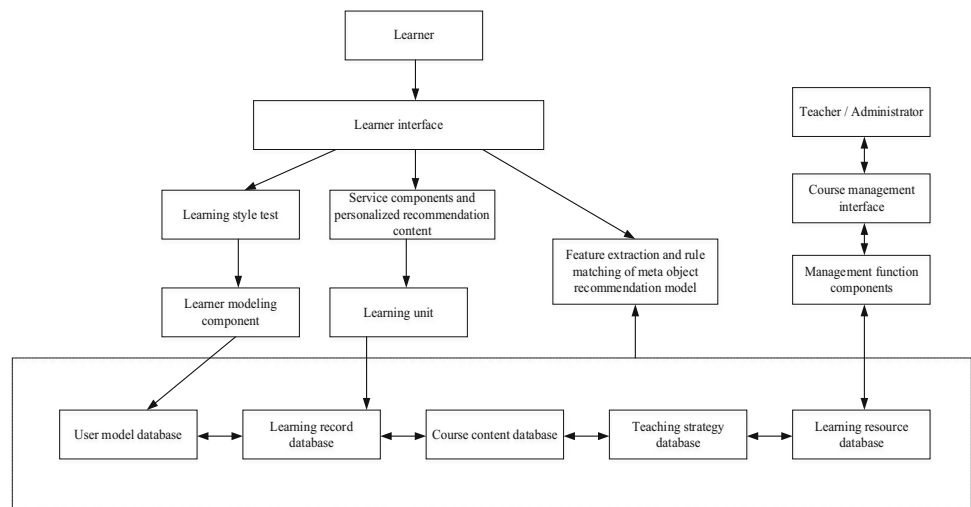 Learner
Learner interface
Teacher / Administrator
Learning style test
Service components and
personalized recommendation
content
Course management
interface
Feature extraction and rule
matching of meta object
recommendation model
Management function
components
Learner modeling
component
Learning unit
User model database
Learning record
database
Course content database
Teaching strategy
database
Learning resource
database